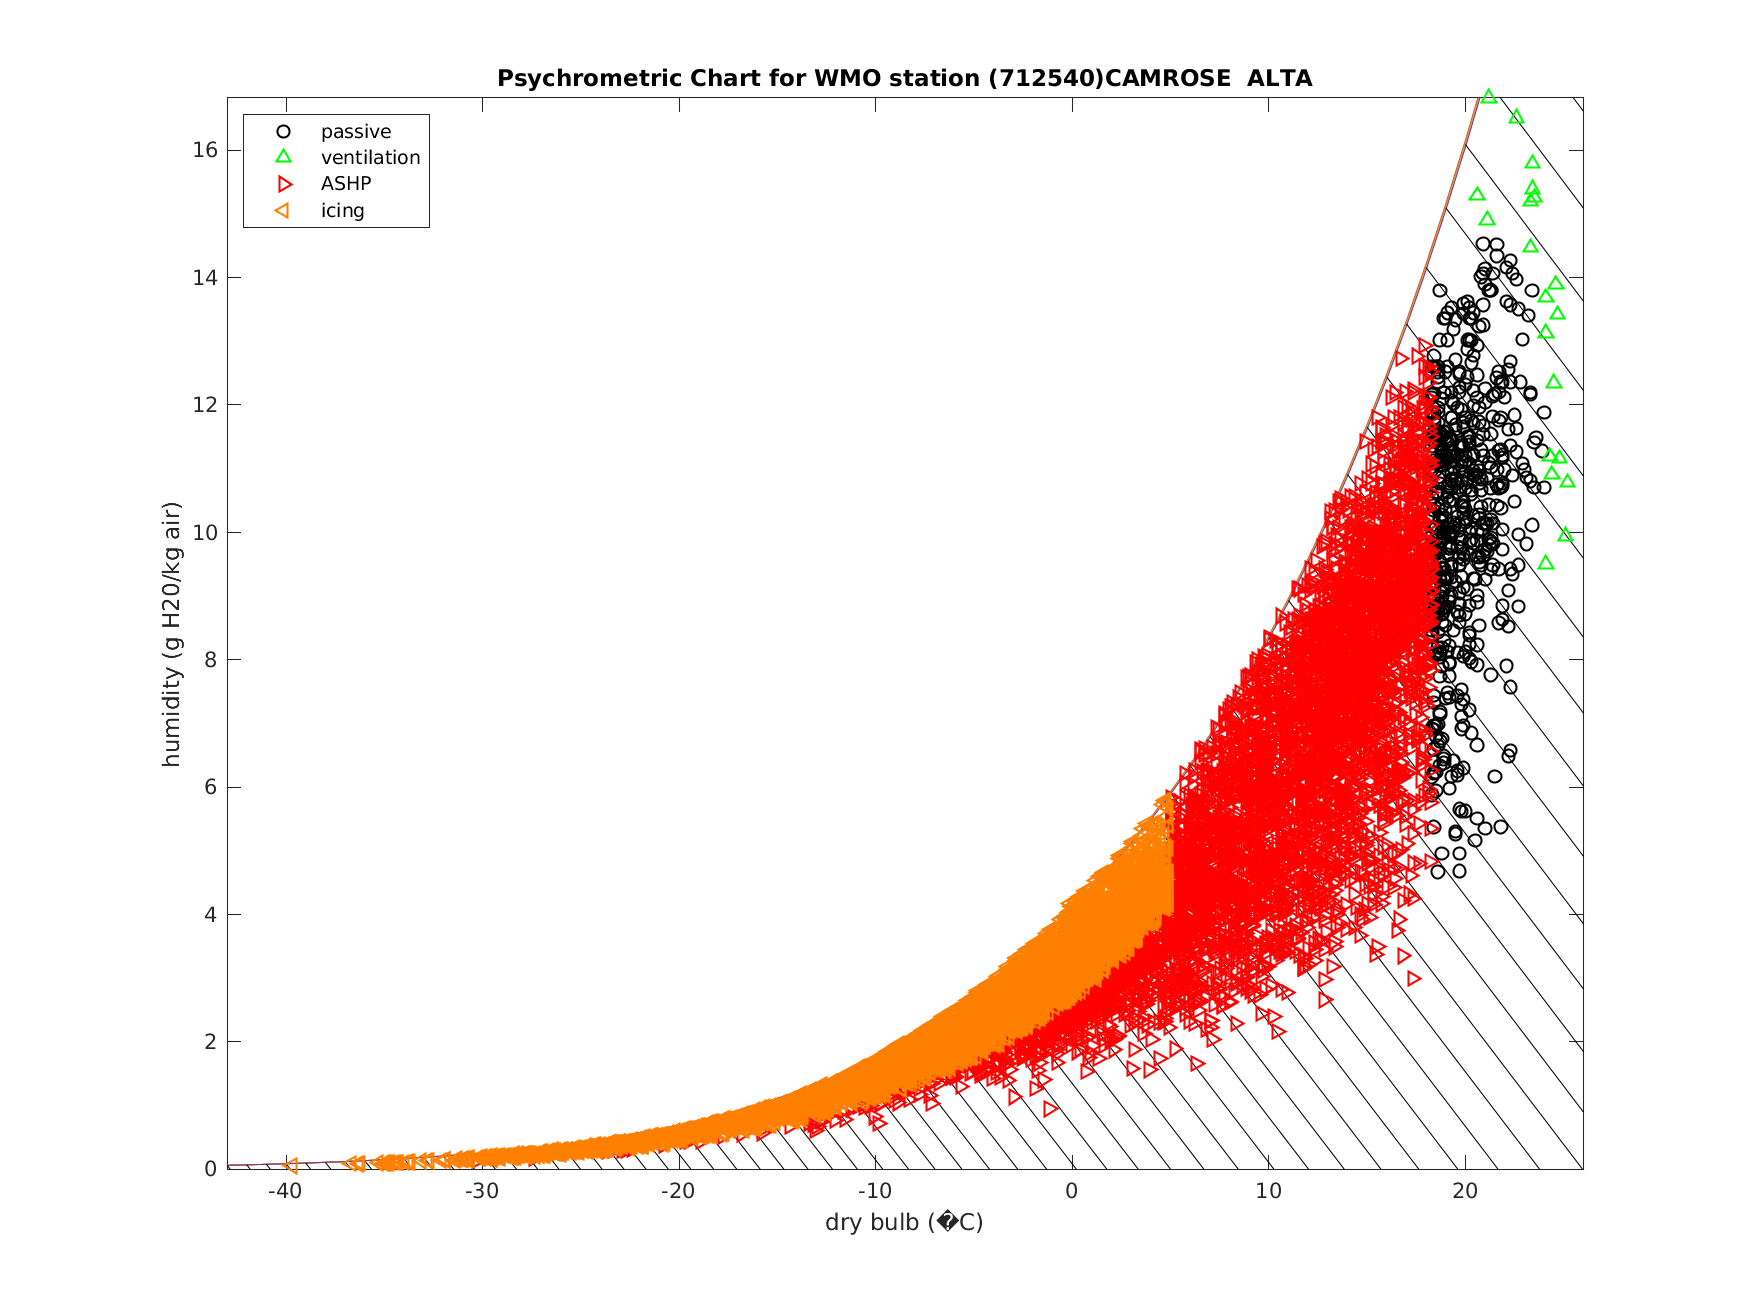 Psychrometric Chart for WMO station (712540)CAMROSE  ALTA
passive
ventilation
ASHP
icing
humidity (g H20/kg air)
16
14
12
10
8
6
4
2
0
-40
-30
-20
-10
0
10
20
dry bulb (�C)